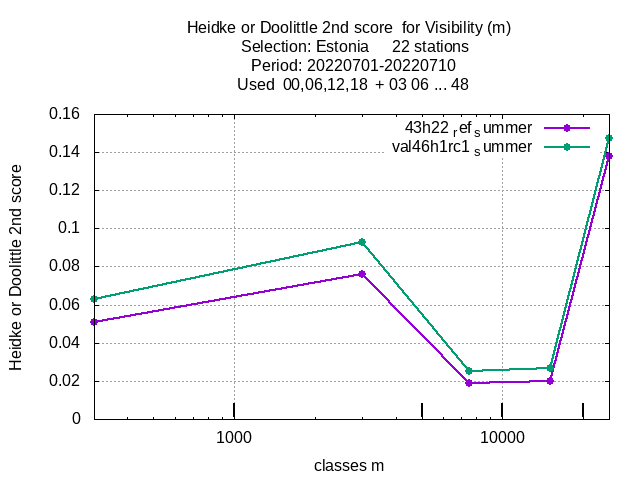 Heidke or Doolittle 2nd score  for Visibility (m)
Selection: Estonia     22 stations
Period: 20220701-20220710
Used  00,06,12,18  + 03 06 ... 48
43h22 ref summer
val46h1rc1 summer
Heidke or Doolittle 2nd score
0.16
0.14
0.12
0.1
0.08
0.06
0.04
0.02
0
1000 10000
classes m